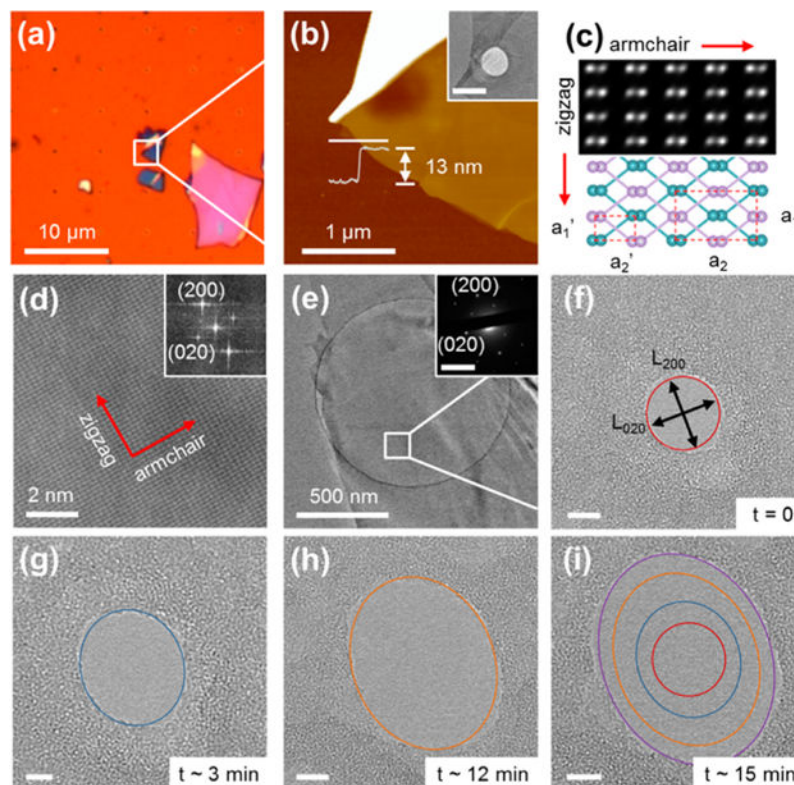 (a)
10 μm
(b)
13 nm
1 μm
(c)
armchair
zigzag
a₁'
a₂'
a₂
(d)
(200)
(020)
zigzag
armchair
2 nm
(e)
(200)
(020)
500 nm
(f)
L₂₀₀
L₀₂₀
t = 0
(g)
t ~ 3 min
(h)
t ~ 12 min
(i)
t ~ 15 min